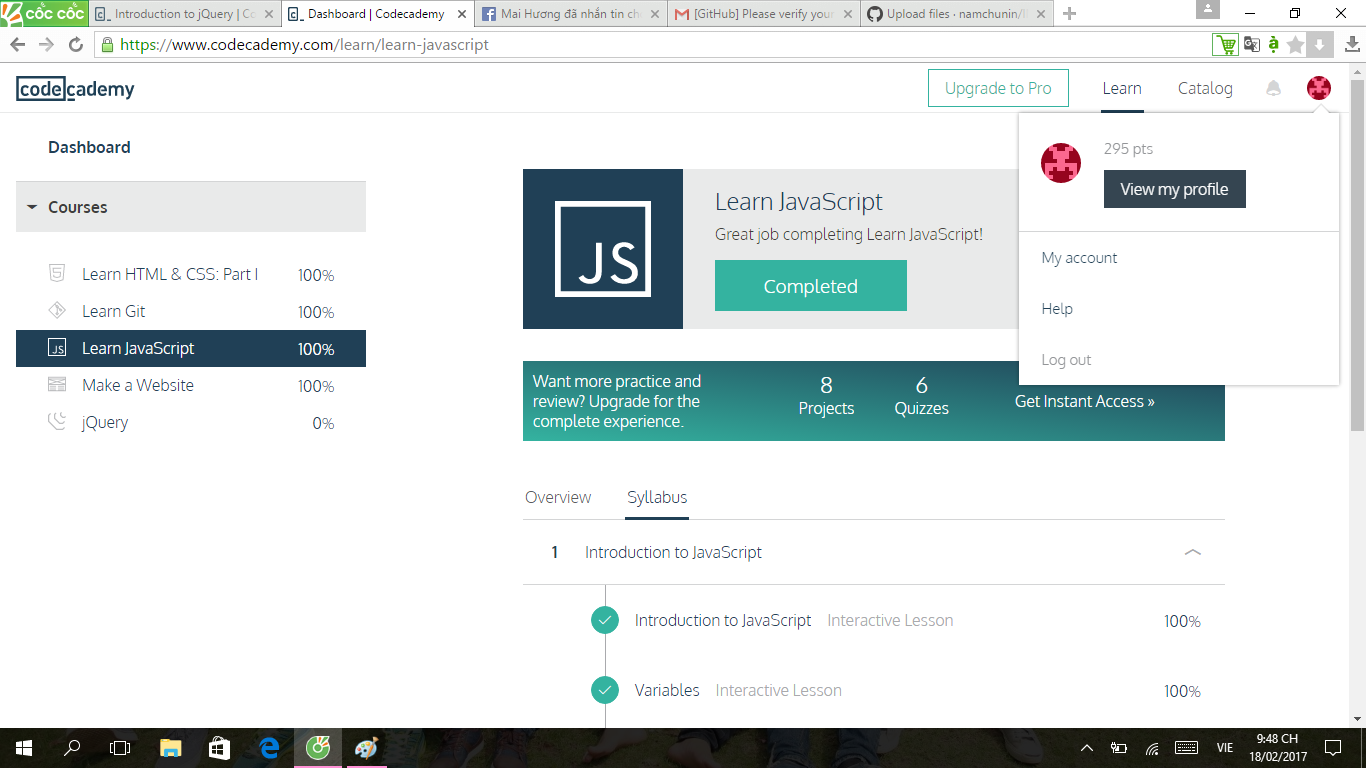 cốc cốc
Introduction to jQuery | Co
Dashboard | Codecademy
Mai Hương đã nhắn tin ch
[GitHub] Please verify your
Upload files · namchunin/
https://www.codecademy.com/learn/learn-javascript
codecademy
Upgrade to Pro
Learn
Catalog
Dashboard
295 pts
View my profile
My account
Help
Log out
Courses
Learn HTML & CSS: Part I 100%
Learn Git 100%
JS Learn JavaScript 100%
Make a Website 100%
jQuery 0%
JS
Learn JavaScript
Great job completing Learn JavaScript!
Completed
Want more practice and
review? Upgrade for the
complete experience.
8
Projects
6
Quizzes
Get Instant Access »
Overview
Syllabus
1 Introduction to JavaScript
Introduction to JavaScript Interactive Lesson 100%
Variables Interactive Lesson 100%
VIE
9:48 CH
18/02/2017